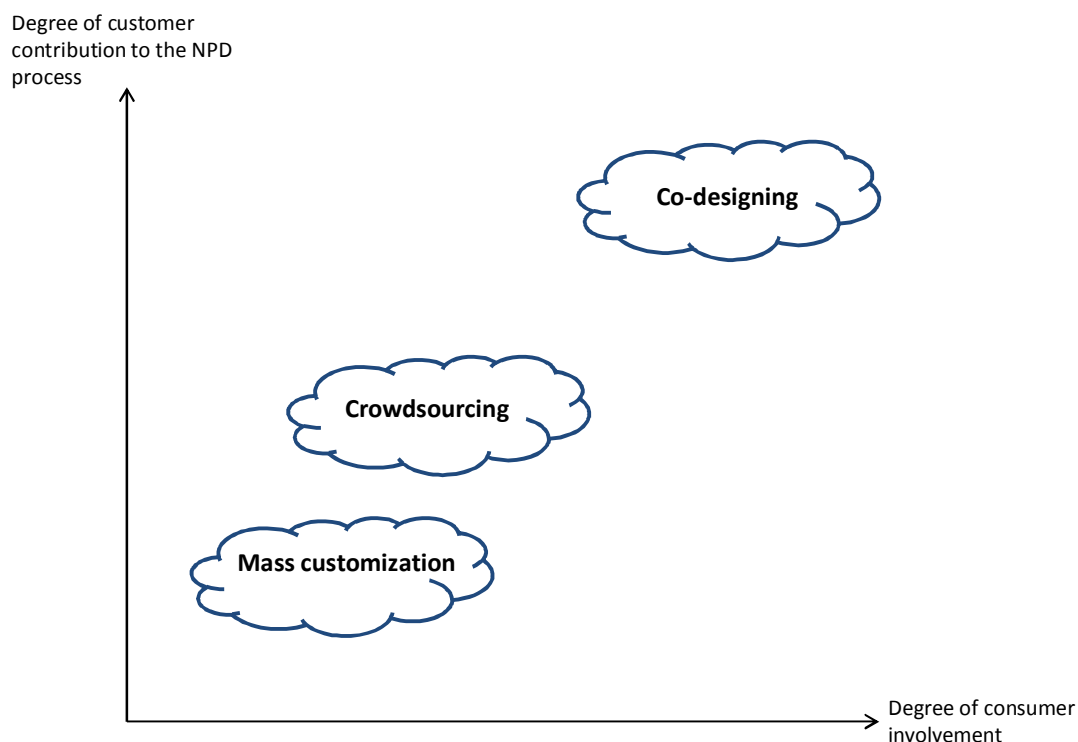 Degree of customer
contribution to the NPD
process
Co-designing
Crowdsourcing
Mass customization
Degree of consumer
involvement